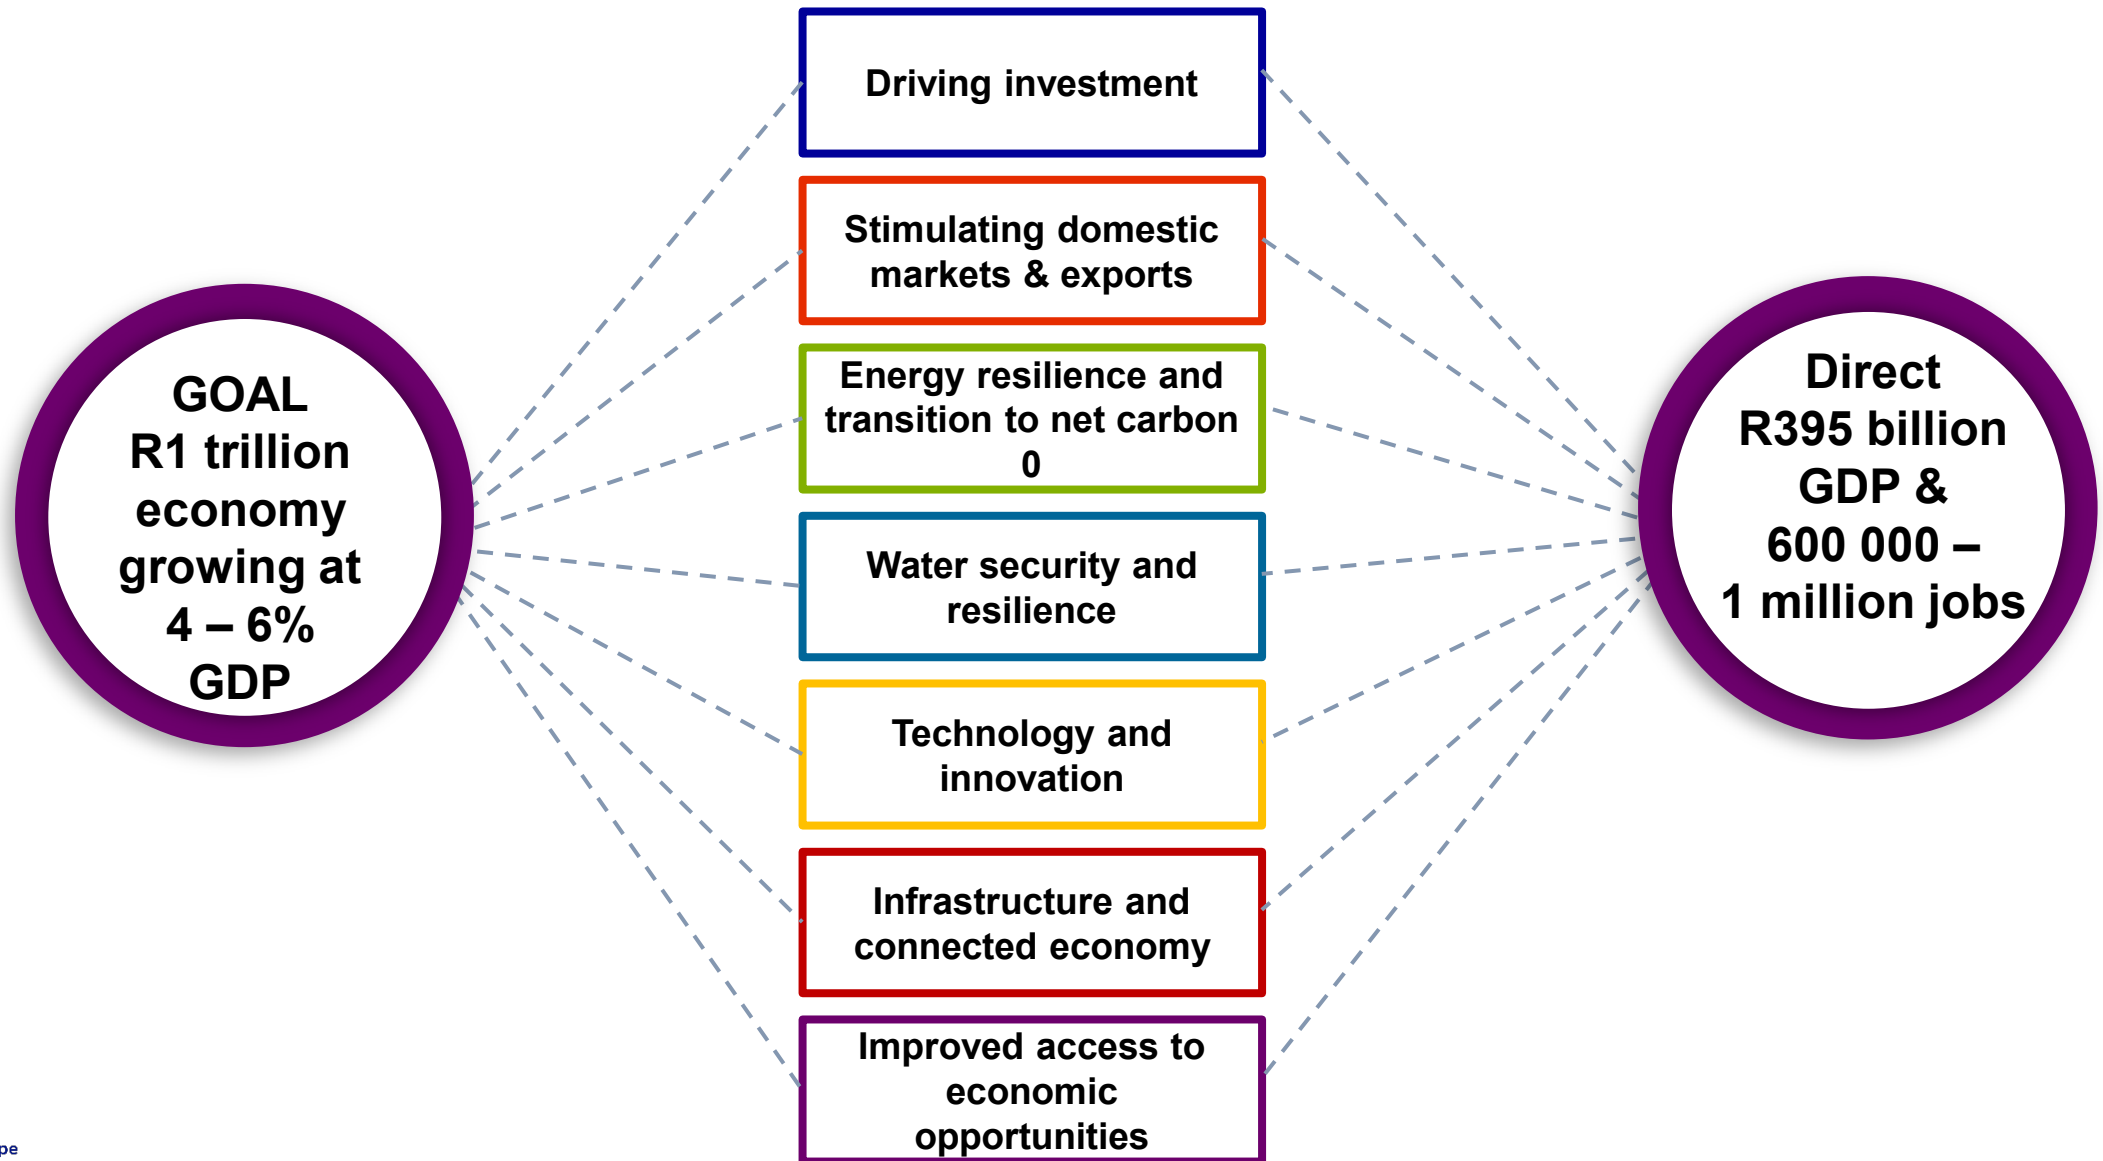 Driving investment
Stimulating domestic
markets & exports
Energy resilience and
transition to net carbon
0
Water security and
resilience
Technology and
innovation
Infrastructure and
connected economy
Improved access to
economic
opportunities
GOAL
R1 trillion
economy
growing at
4 – 6%
GDP
Direct
R395 billion
GDP &
600 000 –
1 million jobs
pe